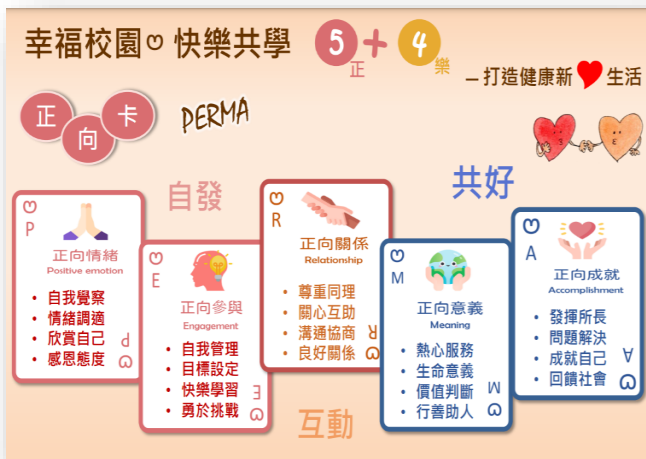 幸福校園ღ 快樂共學 5正+4樂
—打造健康新 生活
正向卡
PERMA
自發
共好
互動
ღ
P
正向情緒
Positive emotion
• 自我覺察
• 情緒調適
• 欣賞自己
• 感恩態度
P
ღ
ღ
E
正向參與
Engagement
• 自我管理
• 目標設定
• 快樂學習
• 勇於挑戰
E
ღ
ღ
R
正向關係
Relationship
• 尊重同理
• 關心互助
• 溝通協商
• 良好關係
R
ღ
ღ
M
正向意義
Meaning
• 熱心服務
• 生命意義
• 價值判斷
• 行善助人
M
ღ
ღ
A
正向成就
Accomplishment
• 發揮所長
• 問題解決
• 成就自己
• 回饋社會
A
ღ